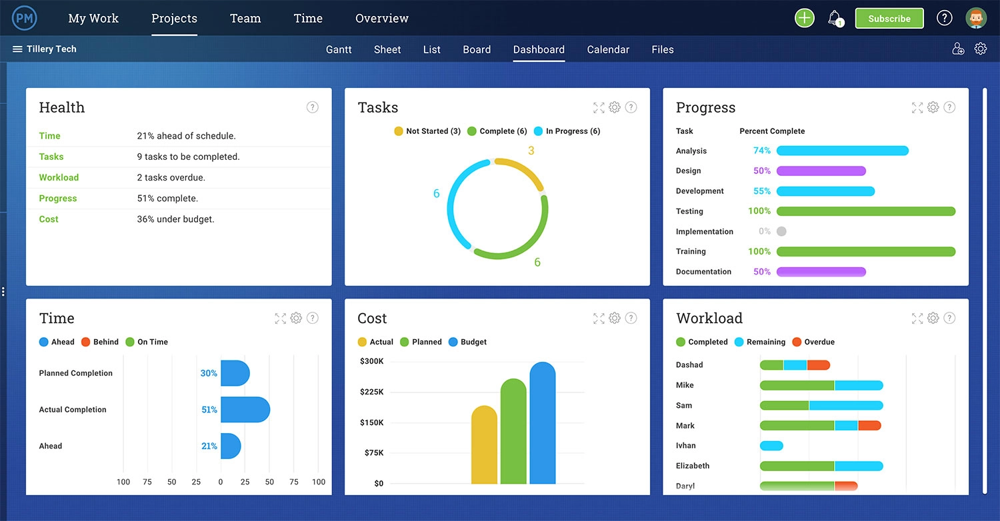 PM My Work Projects Team Time Overview 1 Subscribe ?
Tillery Tech Gantt Sheet List Board Dashboard Calendar Files
Health ?
Time 21% ahead of schedule.
Tasks 9 tasks to be completed.
Workload 2 tasks overdue.
Progress 51% complete.
Cost 36% under budget.
Tasks ?
Not Started (3) Complete (6) In Progress (6)
3
6
6
Progress ?
Task Percent Complete
Analysis 74%
Design 50%
Development 55%
Testing 100%
Implementation 0%
Training 100%
Documentation 50%
Time ?
Ahead Behind On Time
Planned Completion 30%
Actual Completion 51%
Ahead 21%
100 75 50 25 0 25 50 75 100
Cost ?
Actual Planned Budget
$300K
$225K
$150K
$75K
$0
Workload ?
Completed Remaining Overdue
Dashad
Mike
Sam
Mark
Ivhan
Elizabeth
Daryl